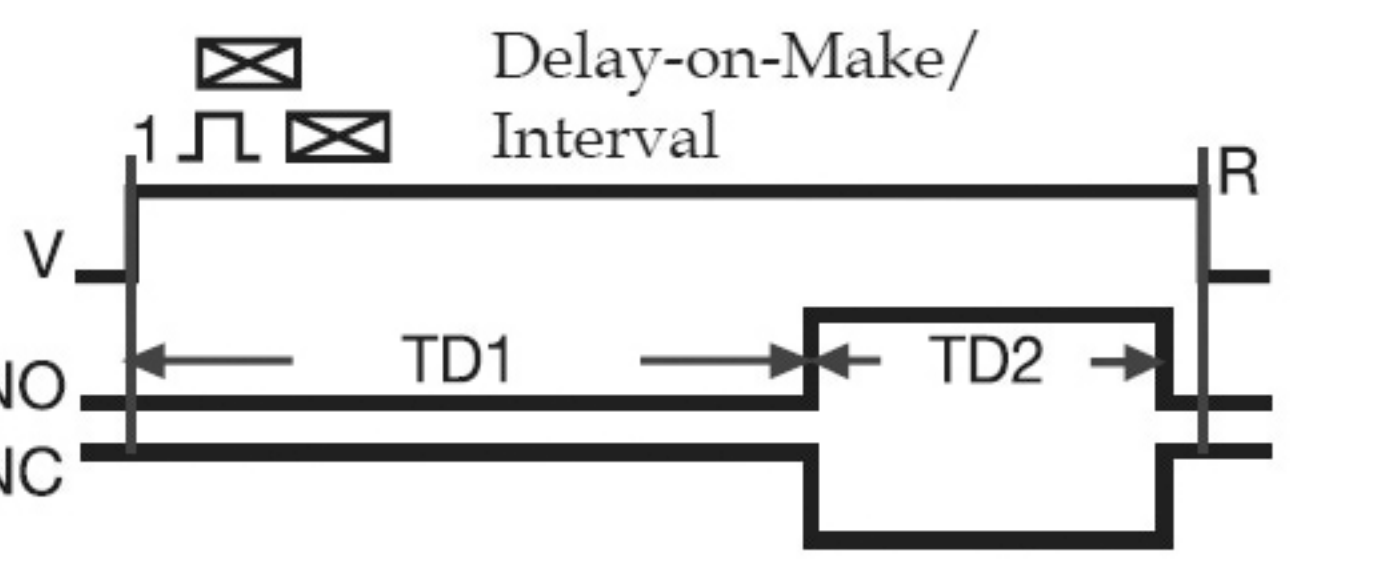 Delay-on-Make/
1 Interval
R
V
TD1 TD2
NO
NC